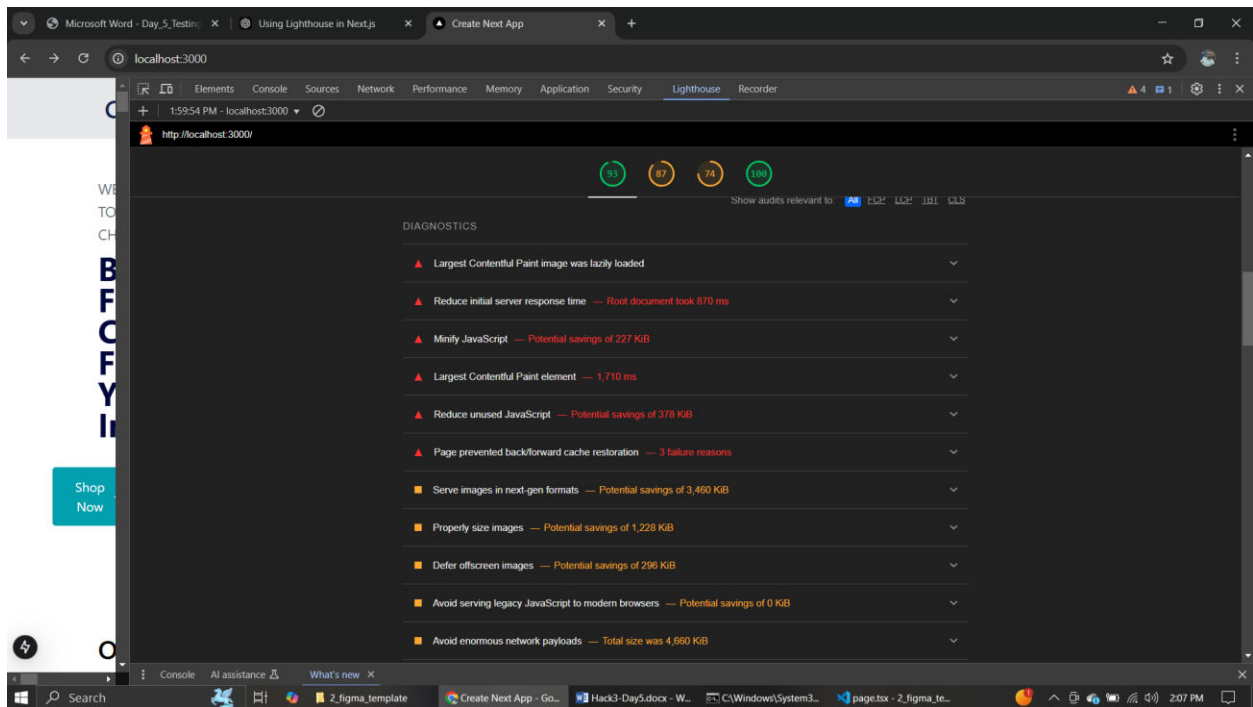 Microsoft Word - Day_5_Testing
Using Lighthouse in Next.js
Create Next App
localhost:3000
Elements Console Sources Network Performance Memory Application Security Lighthouse Recorder 4 1
1:59:54 PM - localhost:3000
http://localhost:3000/
93 87 74 100
Show audits relevant to: All FCP LCP TBT CLS
DIAGNOSTICS
Largest Contentful Paint image was lazily loaded
Reduce initial server response time — Root document took 870 ms
Minify JavaScript — Potential savings of 227 KiB
Largest Contentful Paint element — 1,710 ms
Reduce unused JavaScript — Potential savings of 378 KiB
Page prevented back/forward cache restoration — 3 failure reasons
Serve images in next-gen formats — Potential savings of 3,460 KiB
Properly size images — Potential savings of 1,228 KiB
Defer offscreen images — Potential savings of 296 KiB
Avoid serving legacy JavaScript to modern browsers — Potential savings of 0 KiB
Avoid enormous network payloads — Total size was 4,660 KiB
C
WE
TO
CH
B
F
C
F
Y
In
Shop
Now
O
Console AI assistance What's new
Search
2_figma_template
Create Next App - Go...
Hack3-Day5.docx - W...
C:\Windows\System3...
page.tsx - 2_figma_te...
2:07 PM